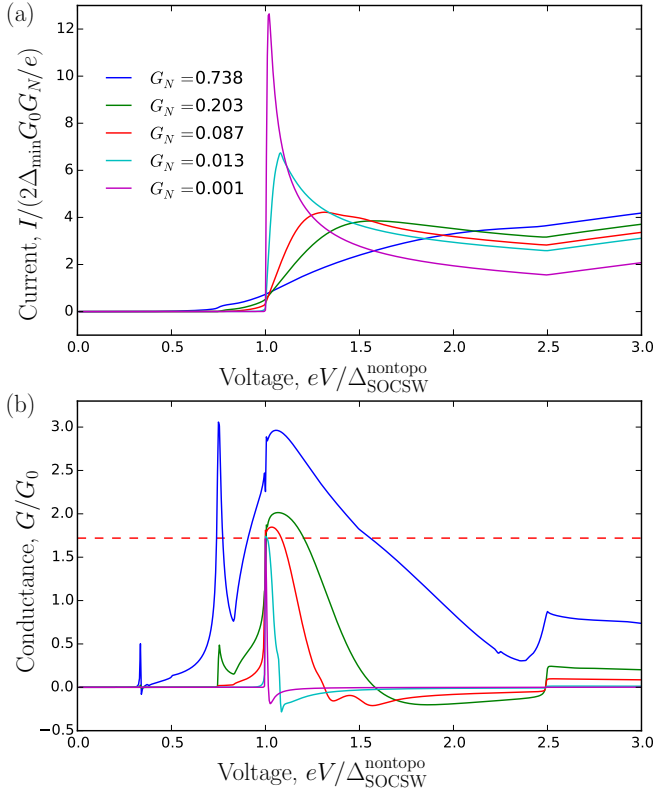 (a)
Current, I/(2Δ_min G_0 G_N/e)
12
10
8
6
4
2
0
G_N = 0.738
G_N = 0.203
G_N = 0.087
G_N = 0.013
G_N = 0.001
0.0 0.5 1.0 1.5 2.0 2.5 3.0
Voltage, eV/Δ^nontopo_SOCSW
(b)
Conductance, G/G_0
3.0
2.5
2.0
1.5
1.0
0.5
0.0
−0.5
0.0 0.5 1.0 1.5 2.0 2.5 3.0
Voltage, eV/Δ^nontopo_SOCSW